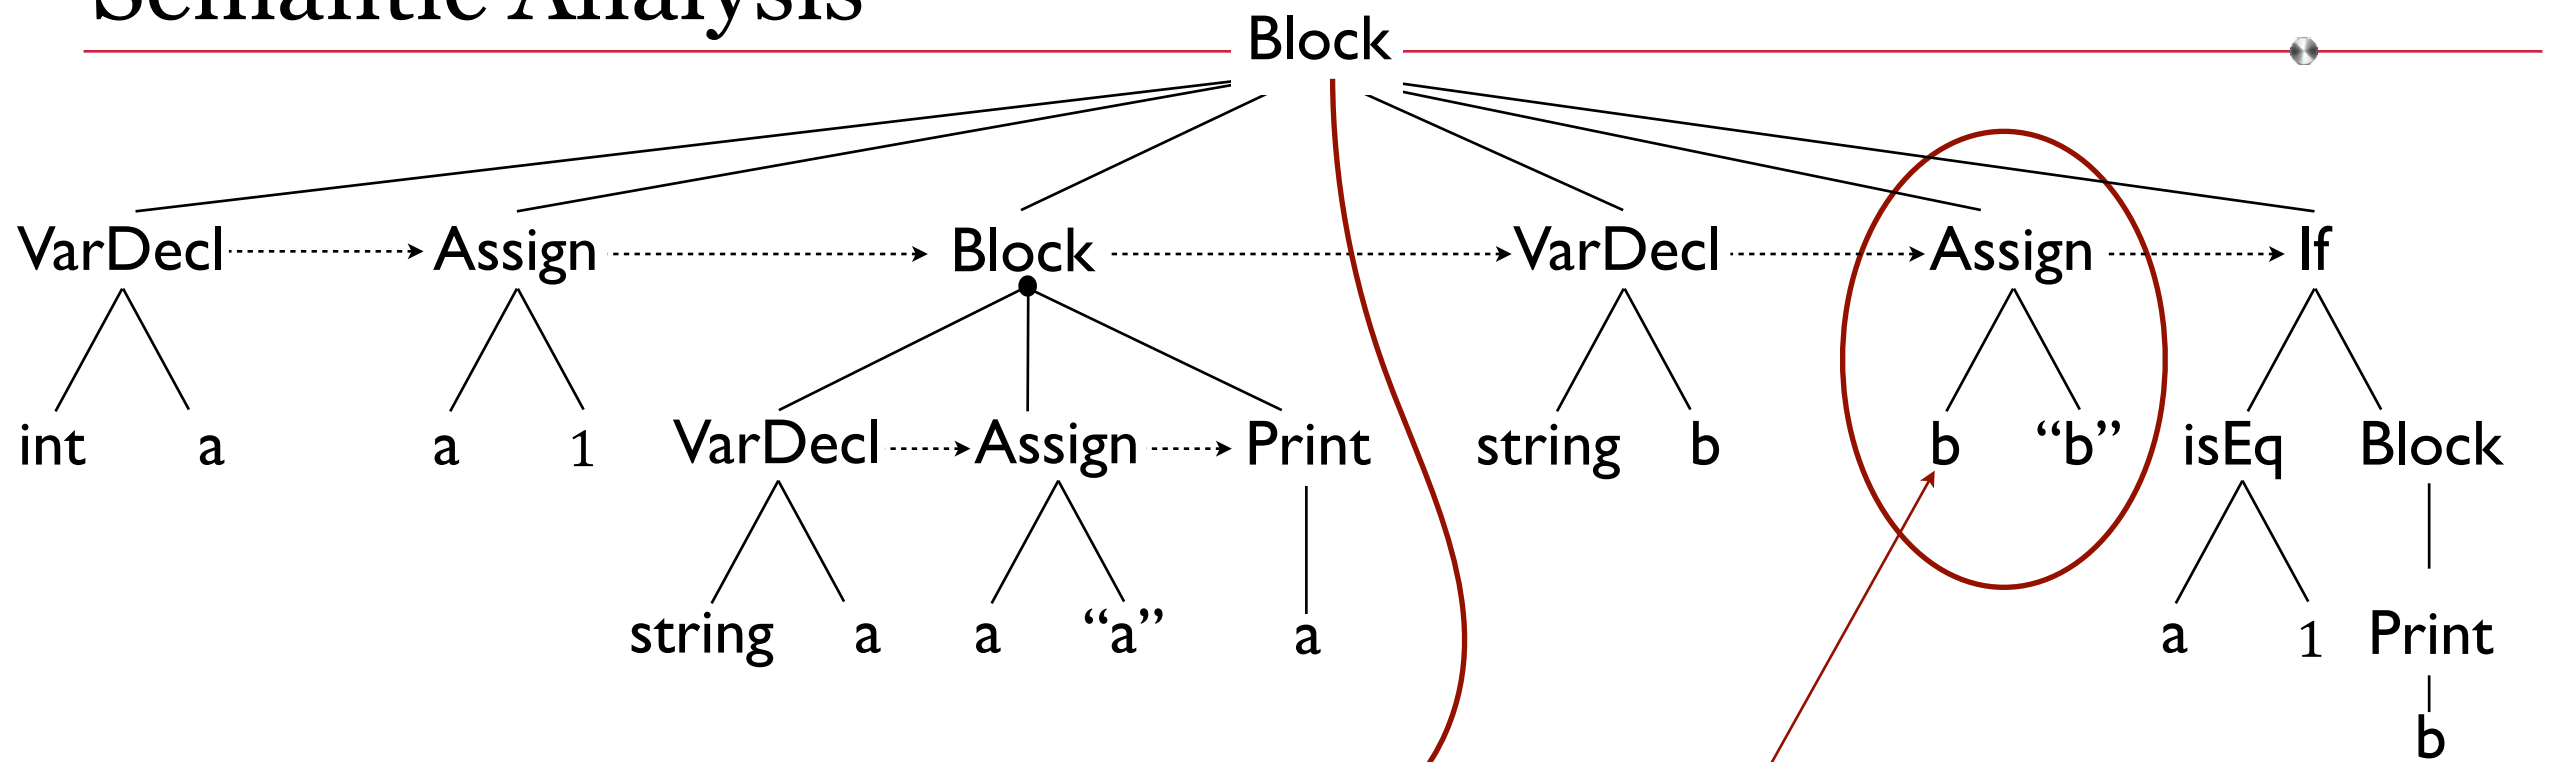 Semantic Analysis
Block
VarDecl Assign Block VarDecl Assign If
int a a 1 VarDecl Assign Print string b b “b” isEq Block
string a a “a” a a 1 Print
b